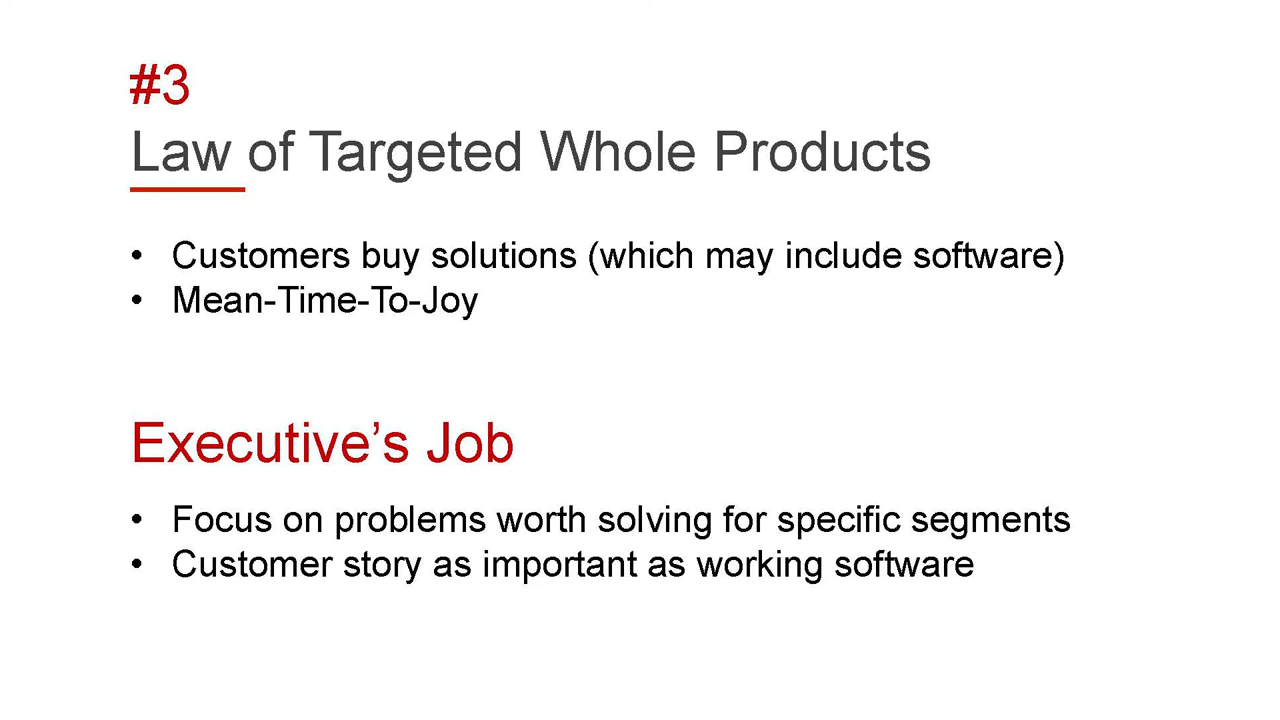 #3
Law of Targeted Whole Products
• Customers buy solutions (which may include software)
• Mean-Time-To-Joy
Executive’s Job
• Focus on problems worth solving for specific segments
• Customer story as important as working software